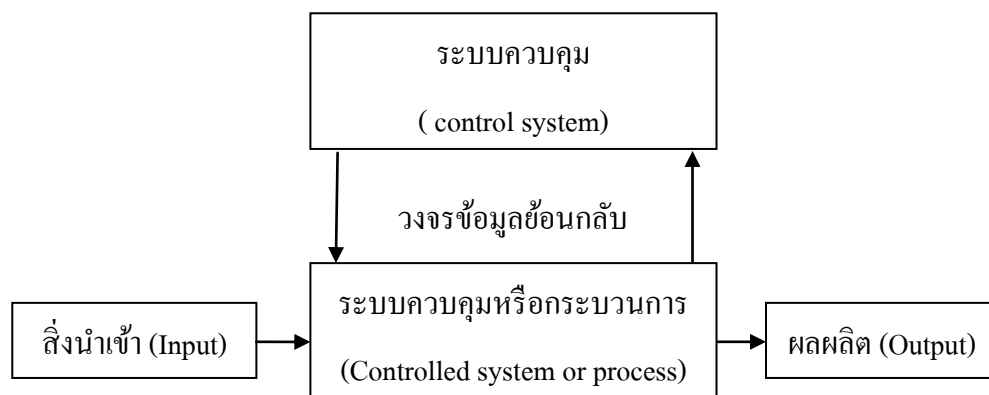 ระบบควบคุม
( control system)
วงจรข้อมูลย้อนกลับ
ระบบควบคุมหรือกระบวนการ
(Controlled system or process)
สิ่งนำเข้า (Input)
ผลผลิต (Output)